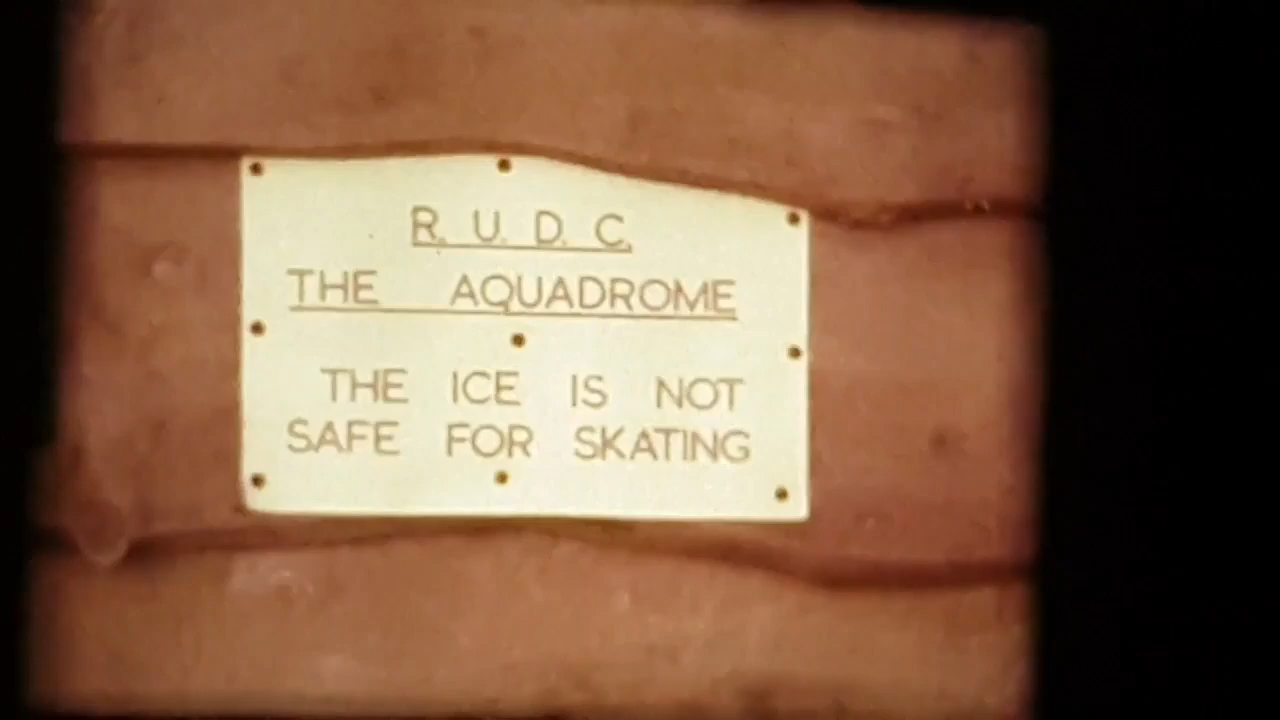 R. U. D. C.
THE AQUADROME
THE ICE IS NOT
SAFE FOR SKATING